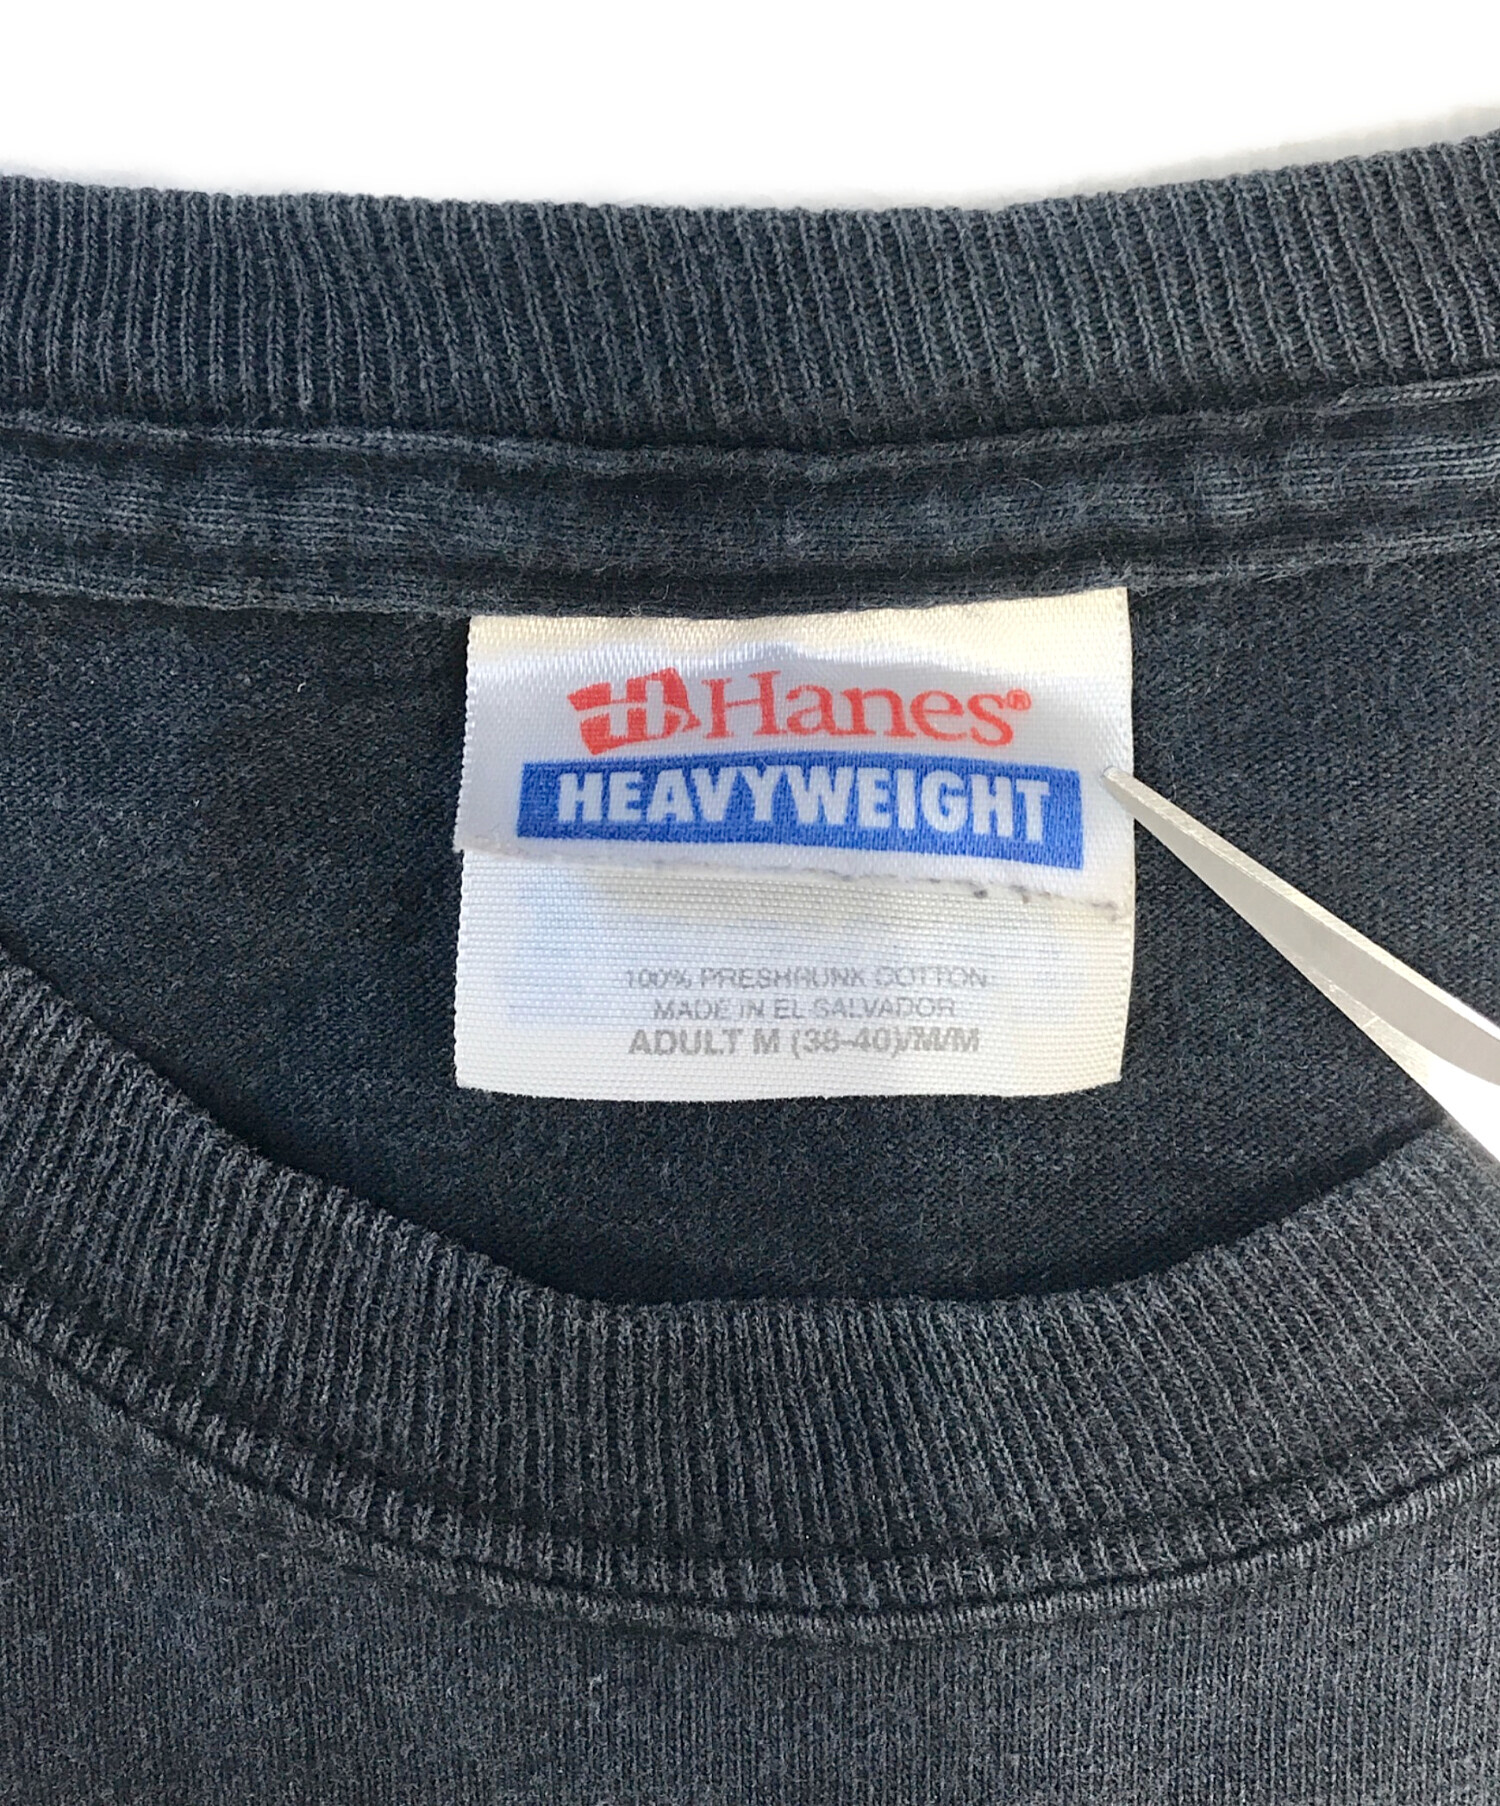 Hanes®
HEAVYWEIGHT
100% PRESHRUNK COTTON
MADE IN EL SALVADOR
ADULT M (38-40)/M/M